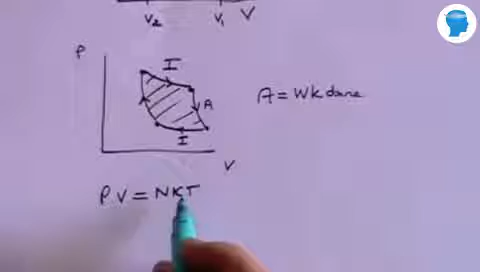 V2 V1 V
P
I
A
A = Wk done
I
V
PV = NKT